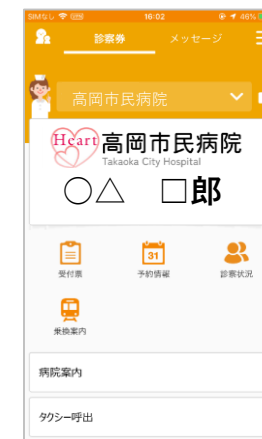 SIMなし 16:02 46%
診察券 メッセージ
高岡市民病院
Heart 高岡市民病院
Takaoka City Hospital
○△ □郎
31
受付票 予約情報 診察状況
乗換案内
病院案内
タクシー呼出